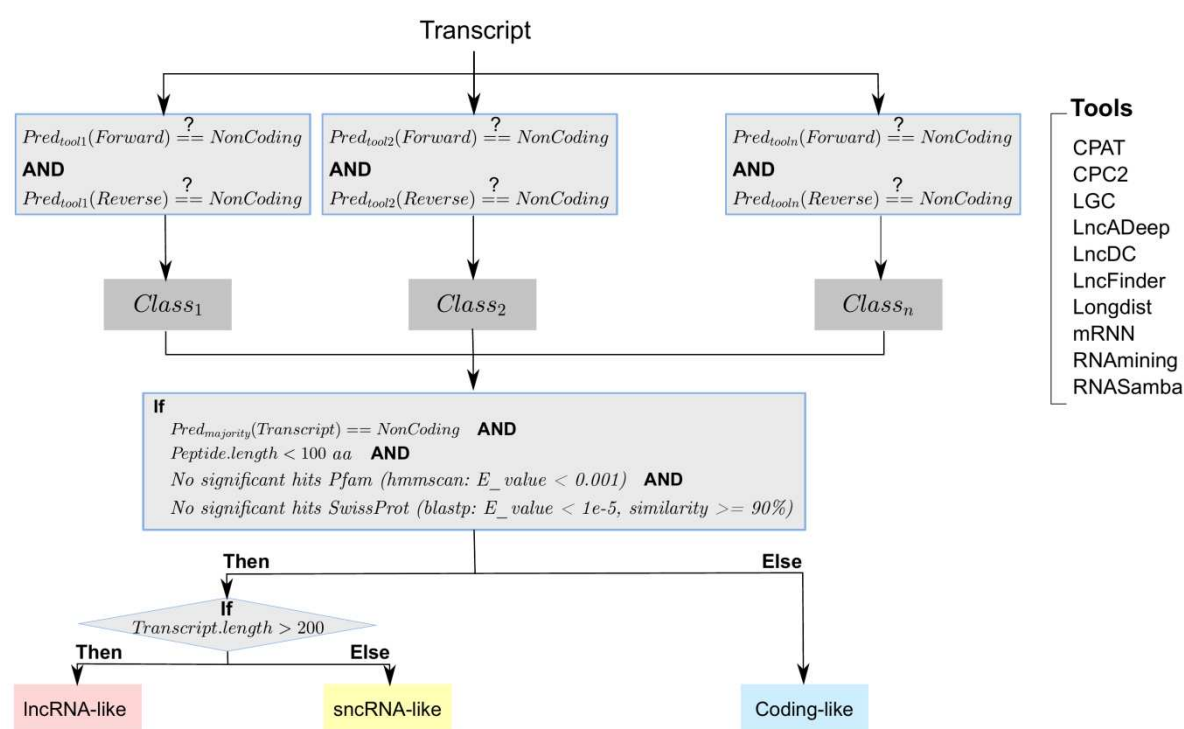 Transcript
Pred_tool1(Forward) =?= NonCoding
AND
Pred_tool1(Reverse) =?= NonCoding
Pred_tool2(Forward) =?= NonCoding
AND
Pred_tool2(Reverse) =?= NonCoding
Pred_tooln(Forward) =?= NonCoding
AND
Pred_tooln(Reverse) =?= NonCoding
Class_1
Class_2
Class_n
If
Pred_majority(Transcript) == NonCoding AND
Peptide.length < 100 aa AND
No significant hits Pfam (hmmscan: E_value < 0.001) AND
No significant hits SwissProt (blastp: E_value < 1e-5, similarity >= 90%)
Then
Else
If
Transcript.length > 200
Then
Else
lncRNA-like
sncRNA-like
Coding-like
Tools
CPAT
CPC2
LGC
LncADeep
LncDC
LncFinder
Longdist
mRNN
RNAmining
RNASamba